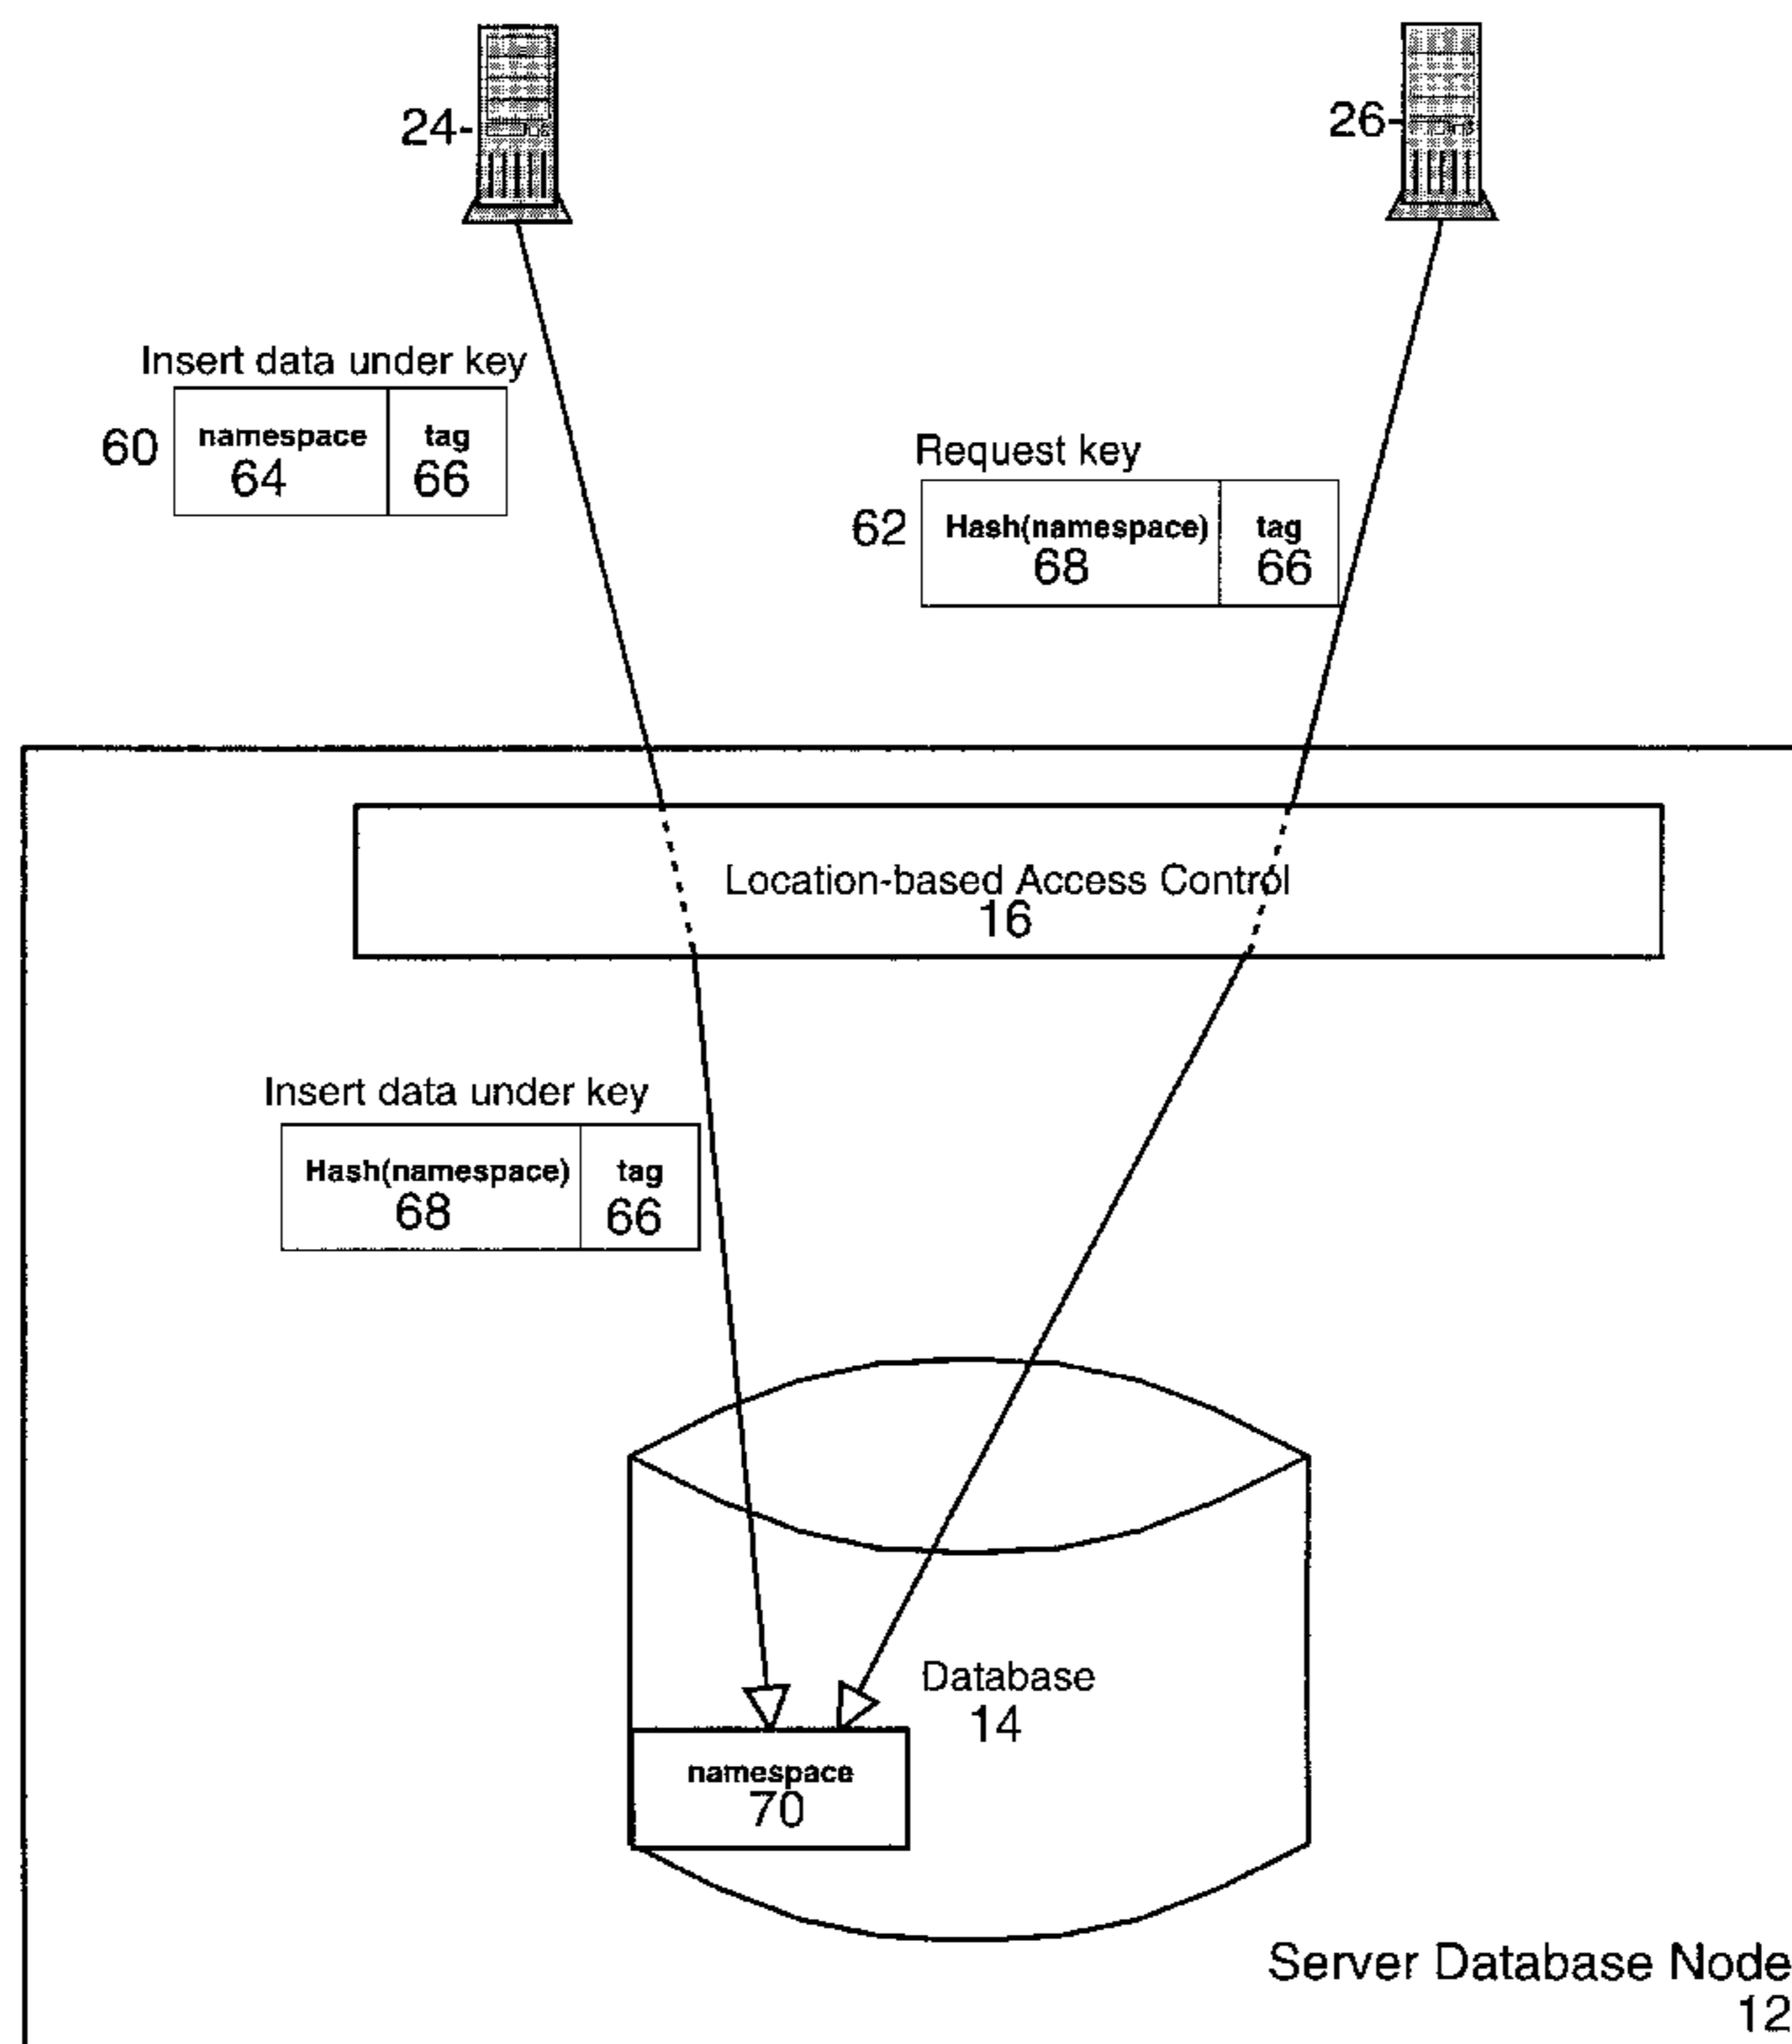 24-
26-
Insert data under key
60
namespace
64
tag
66
Request key
62
Hash(namespace)
68
tag
66
Location-based Access Control
16
Insert data under key
Hash(namespace)
68
tag
66
Database
14
namespace
70
Server Database Node
12